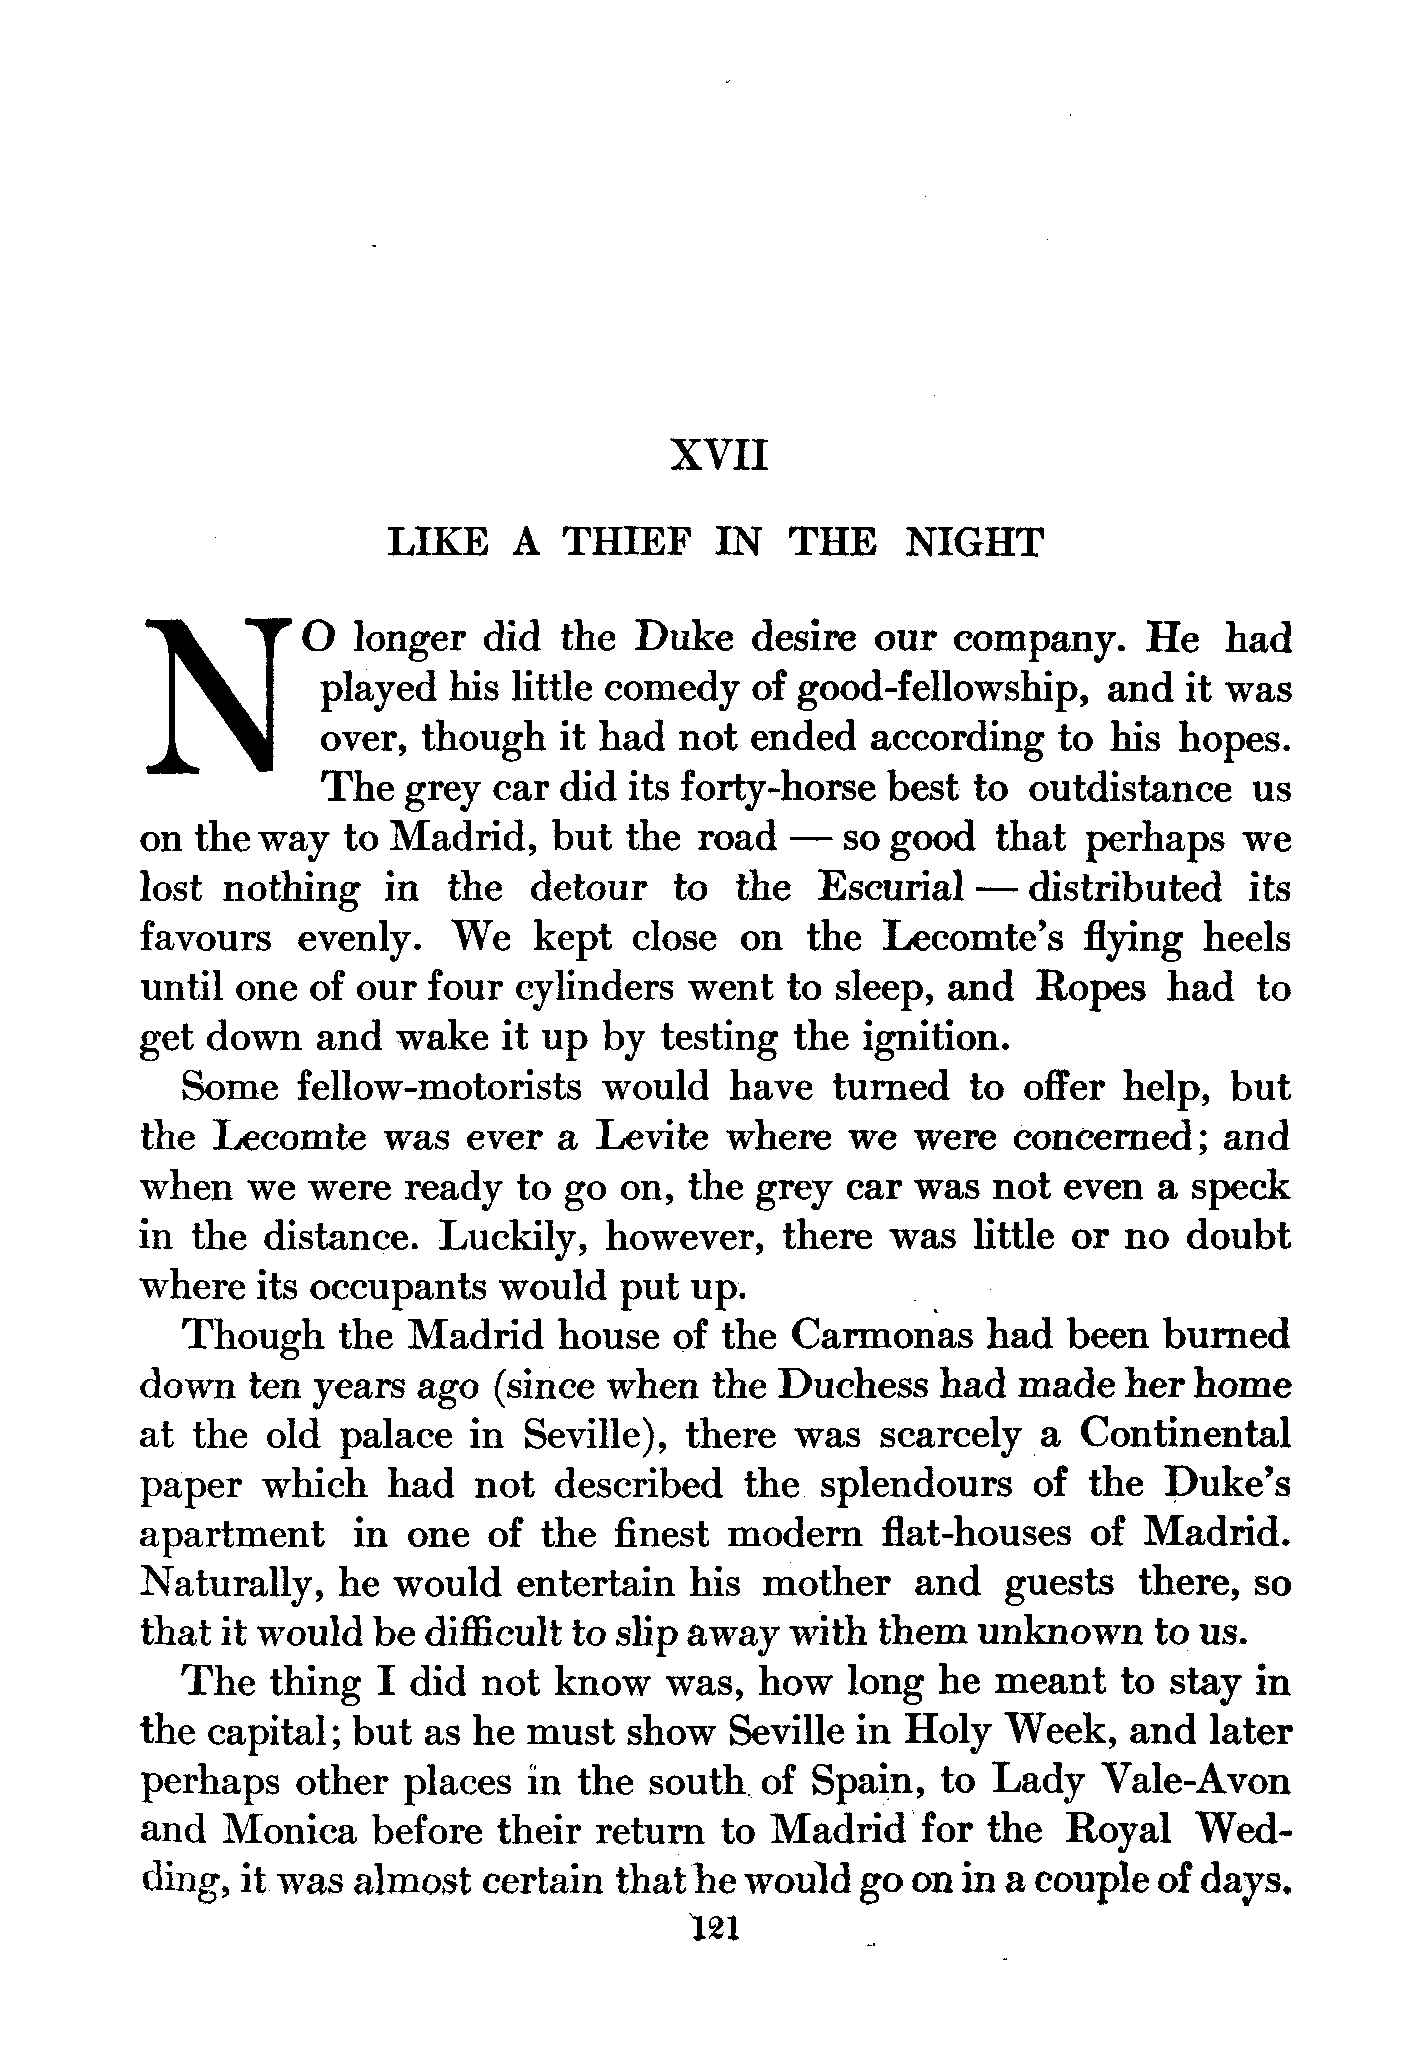 XVII
LIKE A THIEF IN THE NIGHT
NO longer did the Duke desire our company. He had
played his little comedy of good-fellowship, and it was
over, though it had not ended according to his hopes.
The grey car did its forty-horse best to outdistance us
on the way to Madrid, but the road — so good that perhaps we
lost nothing in the detour to the Escurial — distributed its
favours evenly. We kept close on the Lecomte's flying heels
until one of our four cylinders went to sleep, and Ropes had to
get down and wake it up by testing the ignition.
Some fellow-motorists would have turned to offer help, but
the Lecomte was ever a Levite where we were concerned; and
when we were ready to go on, the grey car was not even a speck
in the distance. Luckily, however, there was little or no doubt
where its occupants would put up.
Though the Madrid house of the Carmonas had been burned
down ten years ago (since when the Duchess had made her home
at the old palace in Seville), there was scarcely a Continental
paper which had not described the splendours of the Duke's
apartment in one of the finest modern flat-houses of Madrid.
Naturally, he would entertain his mother and guests there, so
that it would be difficult to slip away with them unknown to us.
The thing I did not know was, how long he meant to stay in
the capital; but as he must show Seville in Holy Week, and later
perhaps other places in the south of Spain, to Lady Vale-Avon
and Monica before their return to Madrid for the Royal Wed-
ding, it was almost certain that he would go on in a couple of days.
121